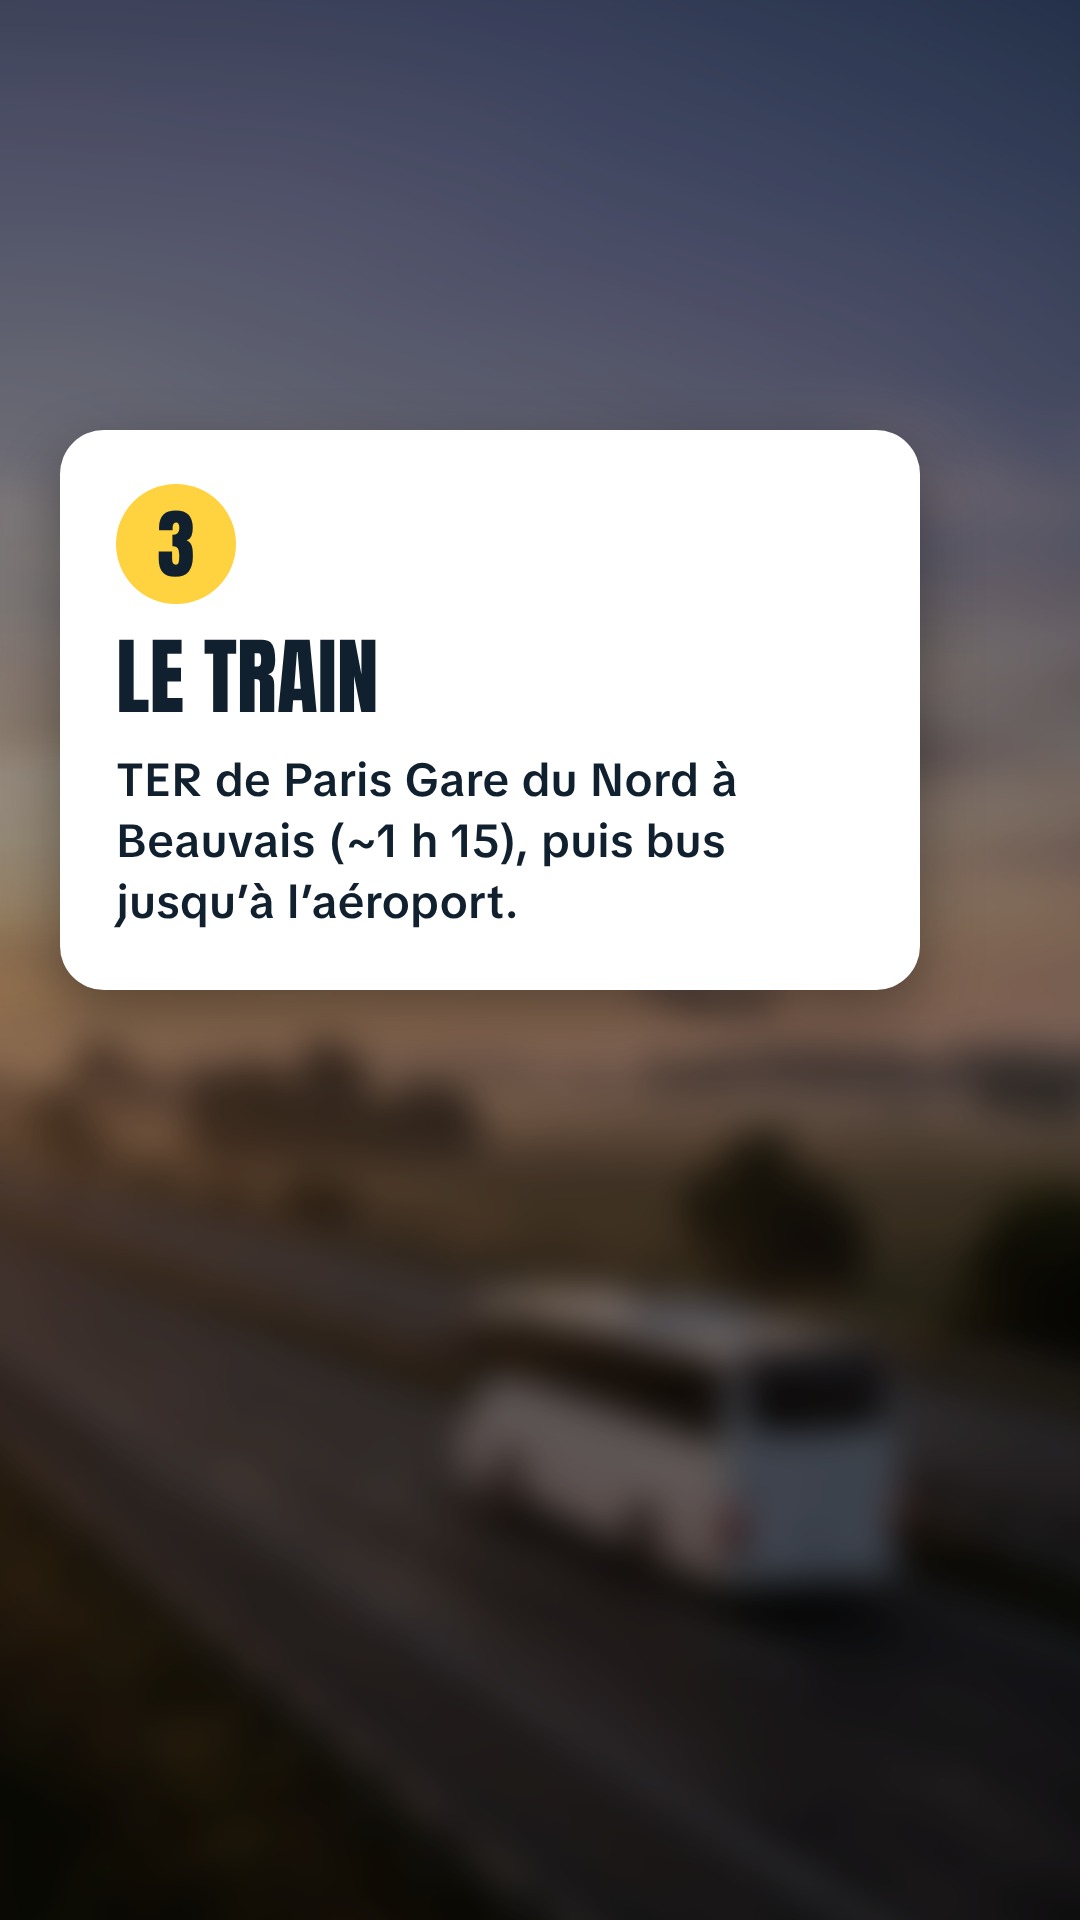 3
LE TRAIN
TER de Paris Gare du Nord à
Beauvais (~1 h 15), puis bus
jusqu’à l’aéroport.